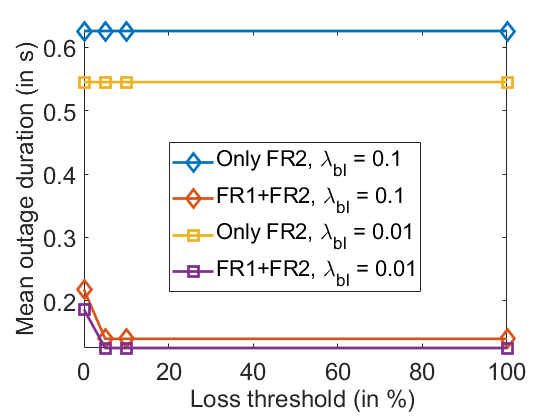 Mean outage duration (in s)
0.6
0.5
0.4
0.3
0.2
Only FR2, λbl = 0.1
FR1+FR2, λbl = 0.1
Only FR2, λbl = 0.01
FR1+FR2, λbl = 0.01
0 20 40 60 80 100
Loss threshold (in %)